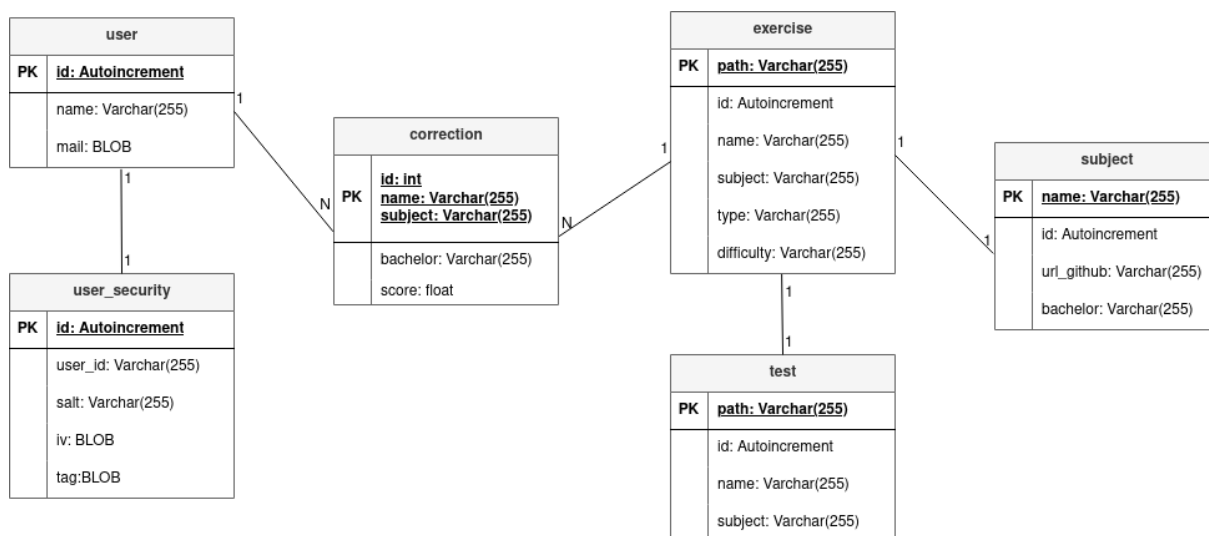 user
PK id: Autoincrement
name: Varchar(255)
mail: BLOB
1
1
N
1
user_security
PK id: Autoincrement
user_id: Varchar(255)
salt: Varchar(255)
iv: BLOB
tag:BLOB
correction
id: int
PK name: Varchar(255)
subject: Varchar(255)
bachelor: Varchar(255)
score: float
N
1
exercise
PK path: Varchar(255)
id: Autoincrement
name: Varchar(255)
subject: Varchar(255)
type: Varchar(255)
difficulty: Varchar(255)
1
1
1
1
test
PK path: Varchar(255)
id: Autoincrement
name: Varchar(255)
subject: Varchar(255)
subject
PK name: Varchar(255)
id: Autoincrement
url_github: Varchar(255)
bachelor: Varchar(255)